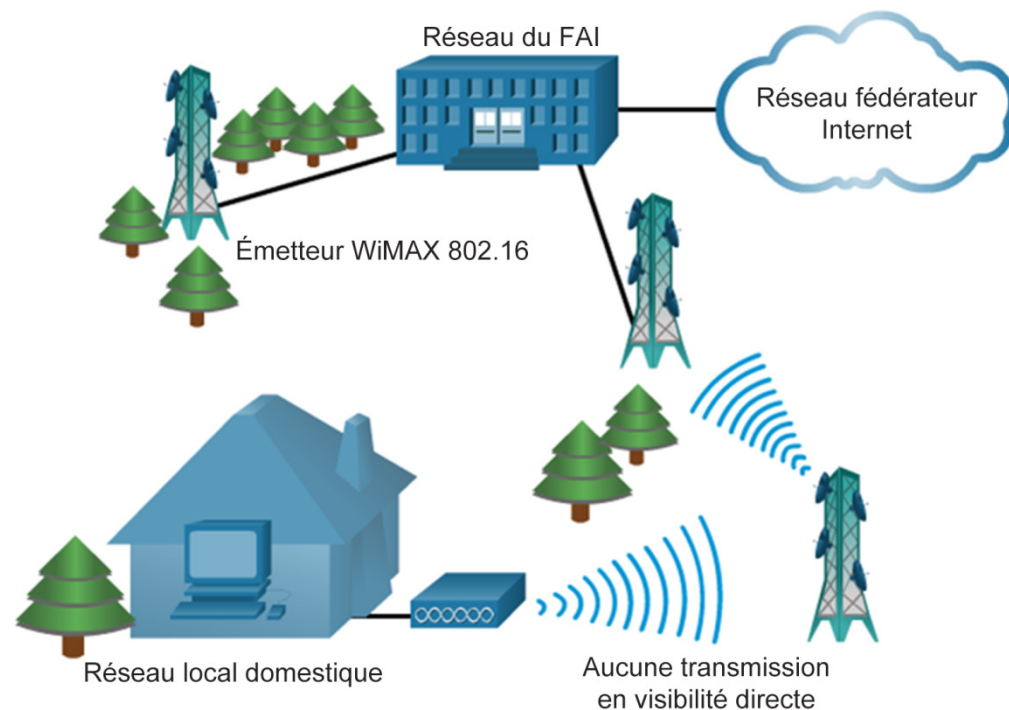 Réseau du FAI
Réseau fédérateur
Internet
Émetteur WiMAX 802.16
Réseau local domestique
Aucune transmission
en visibilité directe